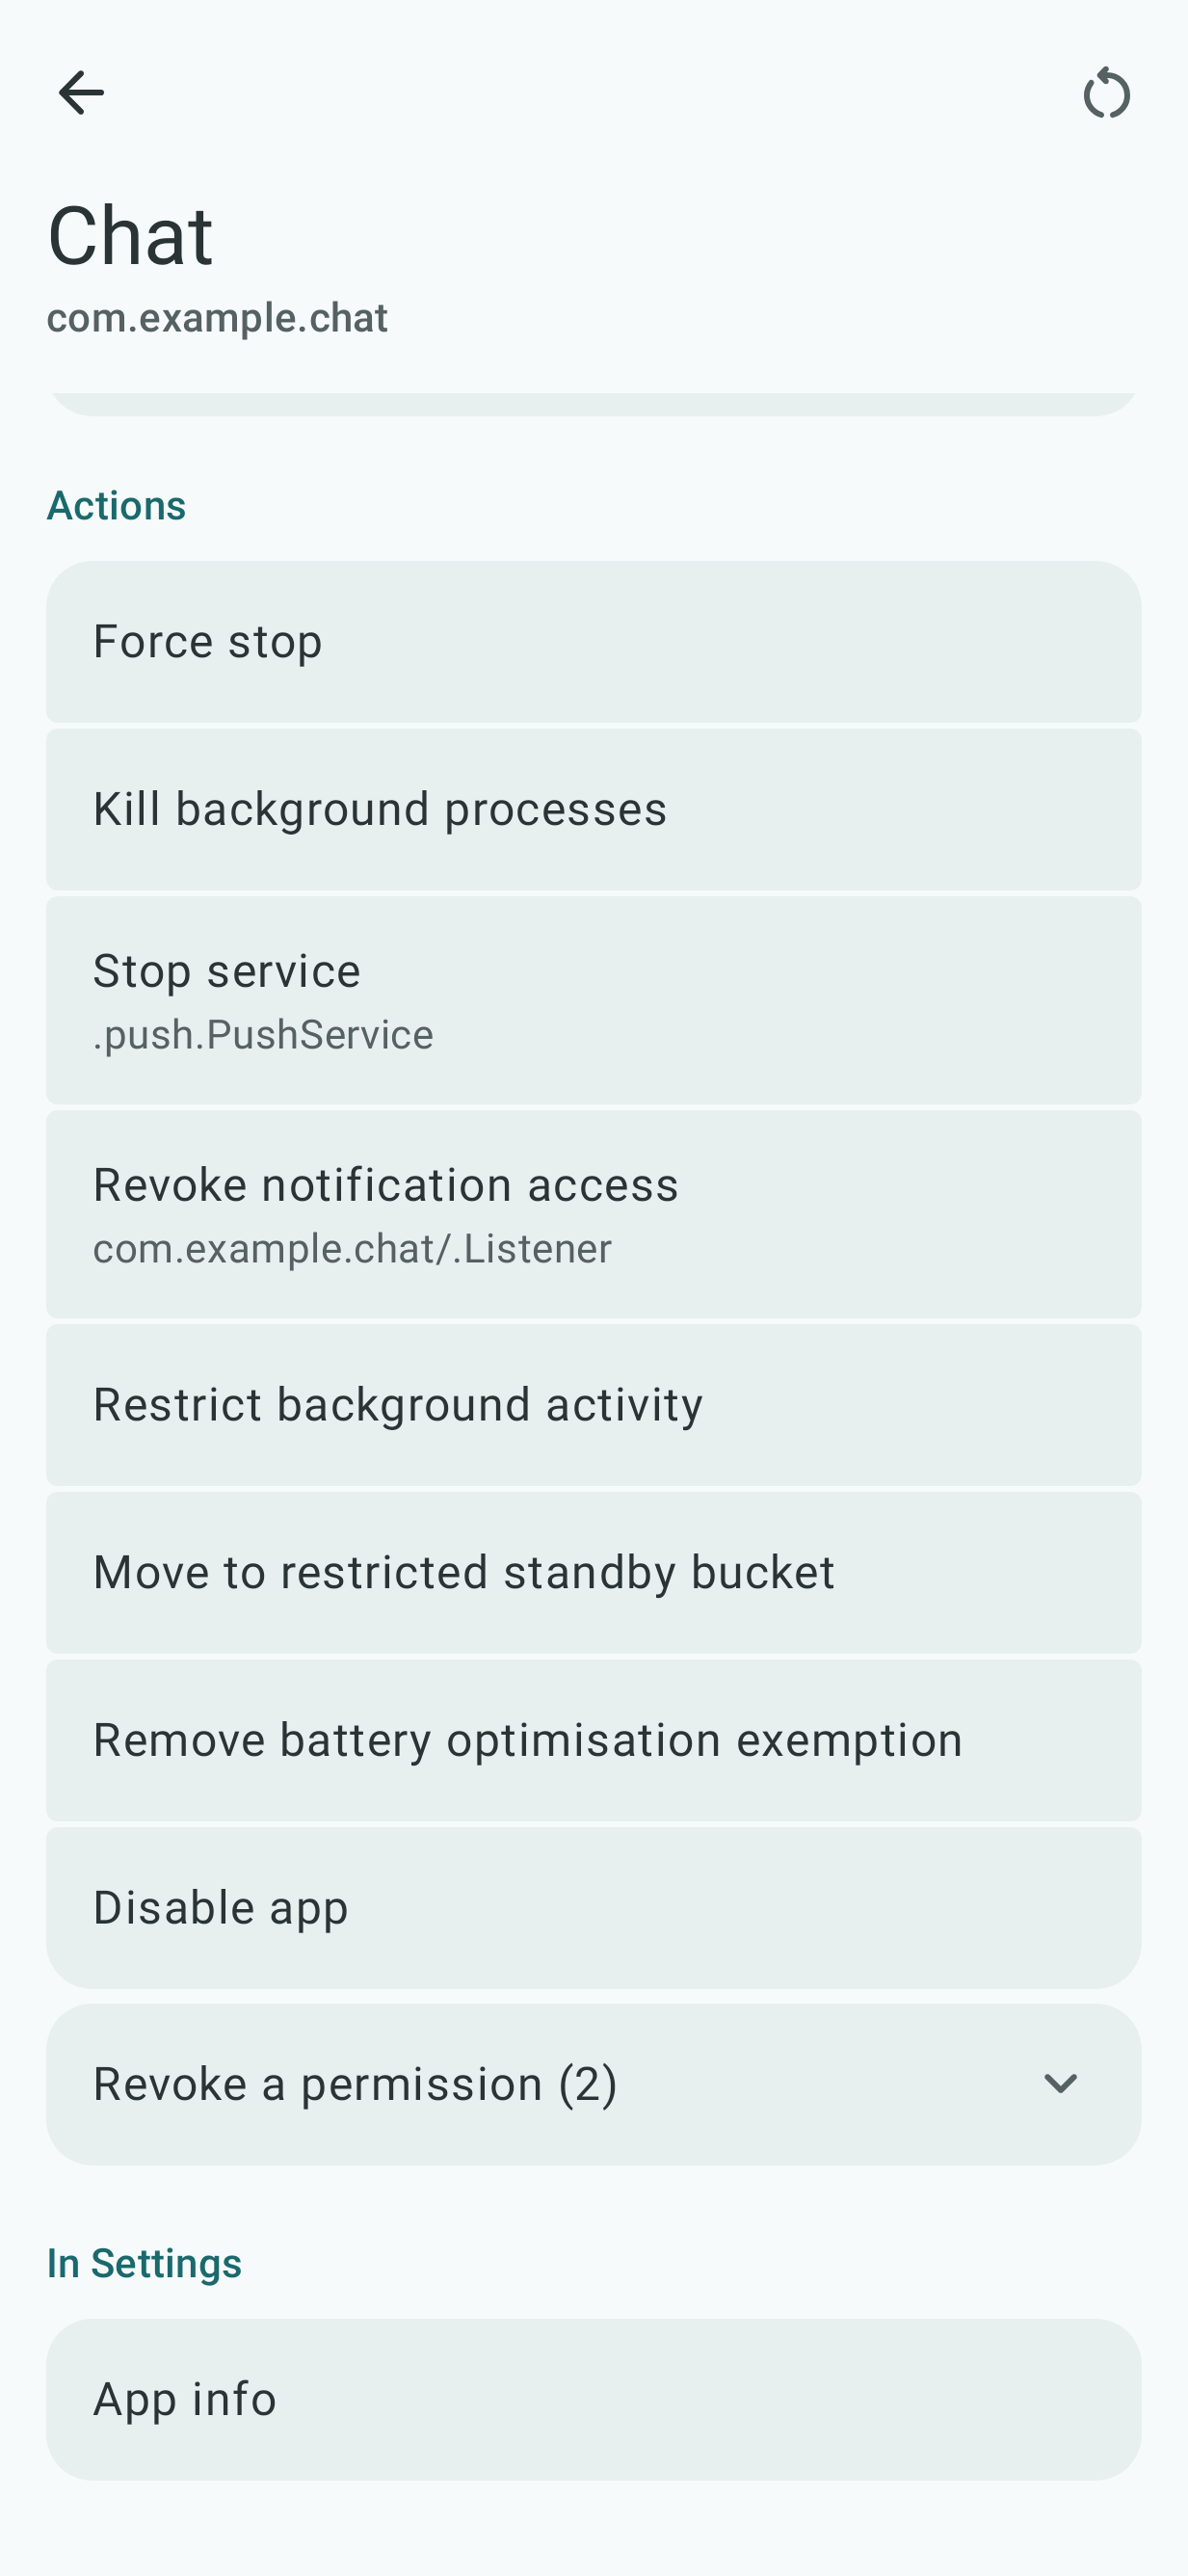 Chat
com.example.chat
Actions
Force stop
Kill background processes
Stop service
.push.PushService
Revoke notification access
com.example.chat/.Listener
Restrict background activity
Move to restricted standby bucket
Remove battery optimisation exemption
Disable app
Revoke a permission (2)
In Settings
App info